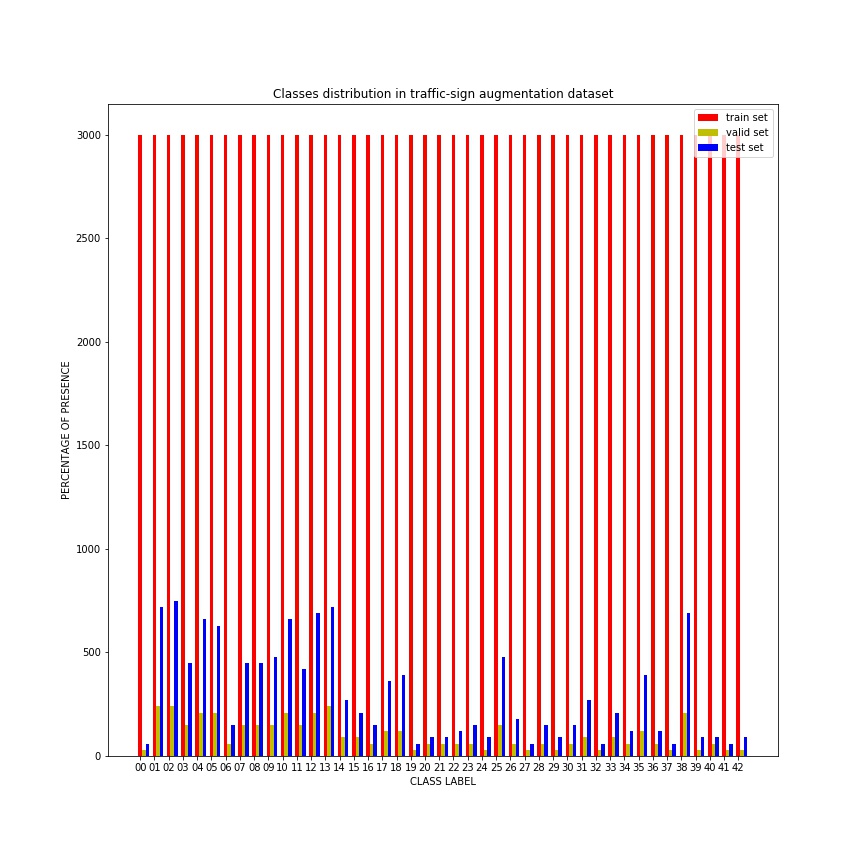 Classes distribution in traffic-sign augmentation dataset
train set
valid set
test set
3000
2500
2000
1500
1000
500
0
PERCENTAGE OF PRESENCE
00 01 02 03 04 05 06 07 08 09 10 11 12 13 14 15 16 17 18 19 20 21 22 23 24 25 26 27 28 29 30 31 32 33 34 35 36 37 38 39 40 41 42
CLASS LABEL